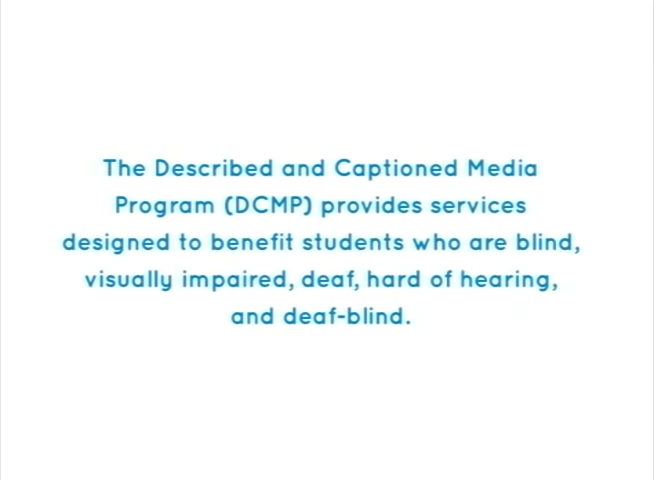 The Described and Captioned Media
Program (DCMP) provides services
designed to benefit students who are blind,
visually impaired, deaf, hard of hearing,
and deaf-blind.